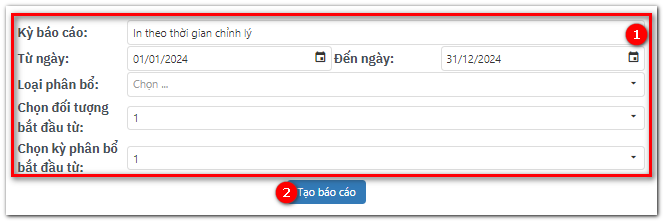 Kỳ báo cáo: In theo thời gian chỉnh lý 1
Từ ngày: 01/01/2024 Đến ngày: 31/12/2024
Loại phân bổ: Chọn ...
Chọn đối tượng
bắt đầu từ: 1
Chọn kỳ phân bổ
bắt đầu từ: 1
2 Tạo báo cáo